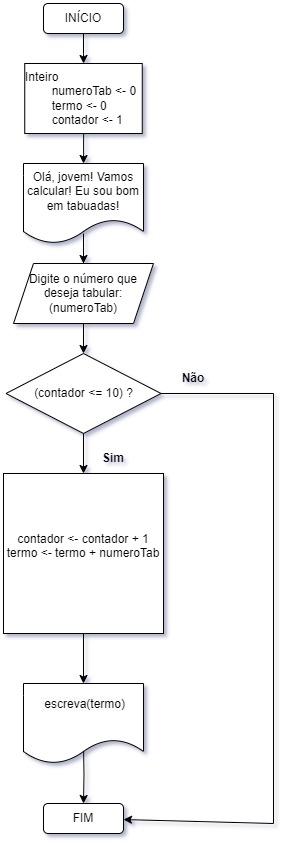 INÍCIO
Inteiro
numeroTab <- 0
termo <- 0
contador <- 1
Olá, jovem! Vamos
calcular! Eu sou bom
em tabuadas!
Digite o número que
deseja tabular:
(numeroTab)
(contador <= 10) ?
Não
Sim
contador <- contador + 1
termo <- termo + numeroTab
escreva(termo)
FIM